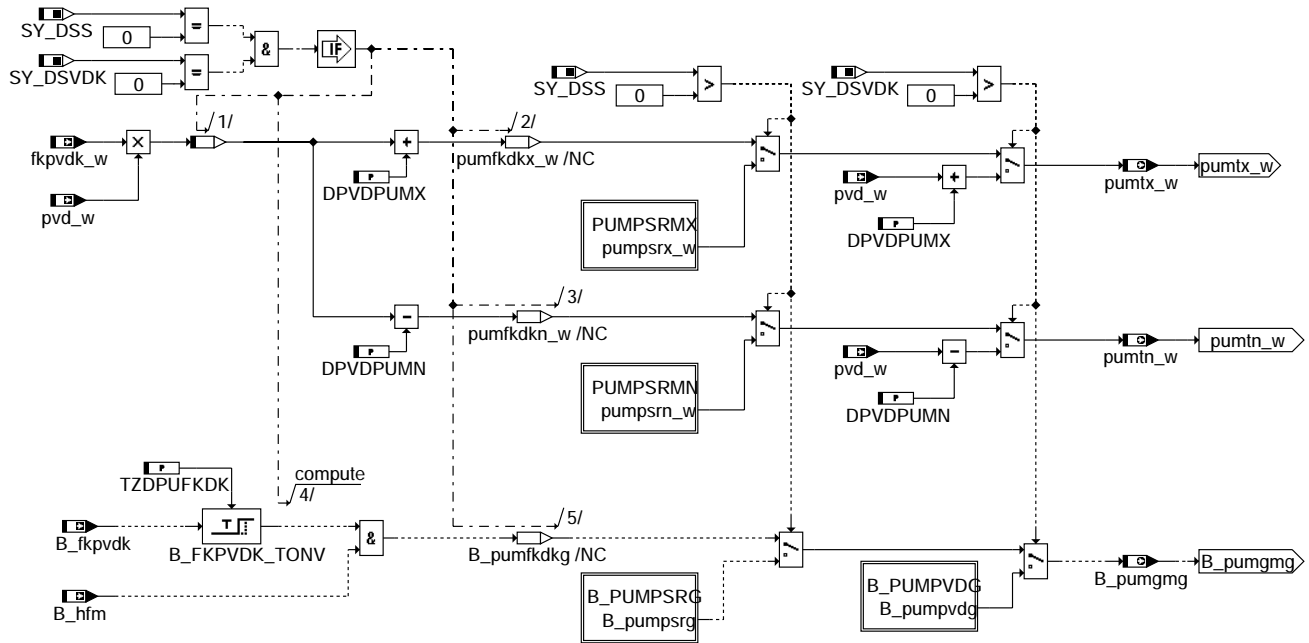 SY_DSS
0
=
SY_DSVDK
0
=
&
IF
SY_DSS
0
>
SY_DSVDK
0
>
1/
2/
fkpvdk_w
×
+
pumfkdkx_w /NC
pvd_w
P
DPVDPUMX
pvd_w
+
P
DPVDPUMX
pumtx_w
pumtx_w
PUMPSRMX
pumpsrx_w
3/
-
pumfkdkn_w /NC
P
DPVDPUMN
pvd_w
-
P
DPVDPUMN
pumtn_w
pumtn_w
PUMPSRMN
pumpsrn_w
P
TZDPUFKDK
compute
4/
5/
B_fkpvdk
T
B_FKPVDK_TONV
&
B_pumfkdkg /NC
B_hfm
B_PUMPSRG
B_pumpsrg
B_PUMPVDG
B_pumpvdg
B_pumgmg
B_pumgmg